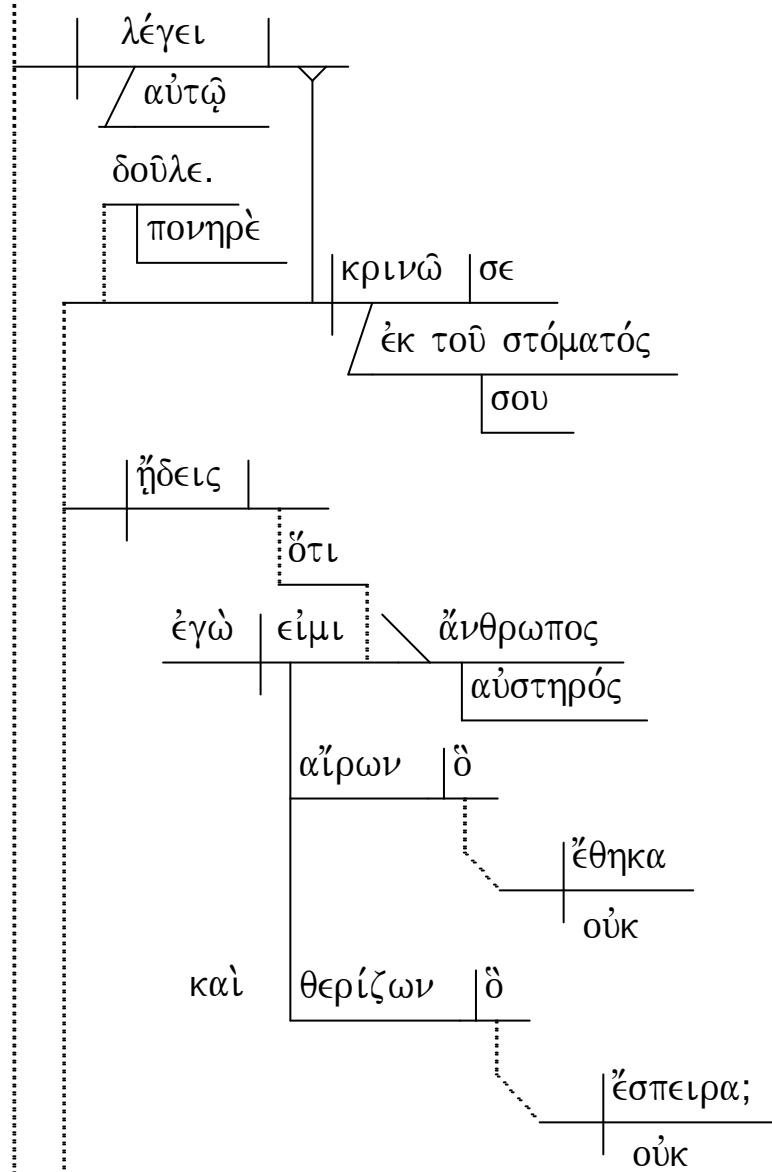 λέγει
αὐτῷ
δοῦλε.
πονηρὲ
κρινῶ σε
ἐκ τοῦ στόματός
σου
ᾔδεις
ὅτι
ἐγὼ εἰμι ἄνθρωπος
αὐστηρός
αἴρων ὃ
ἔθηκα
οὐκ
καὶ θερίζων ὃ
ἔσπειρα;
οὐκ